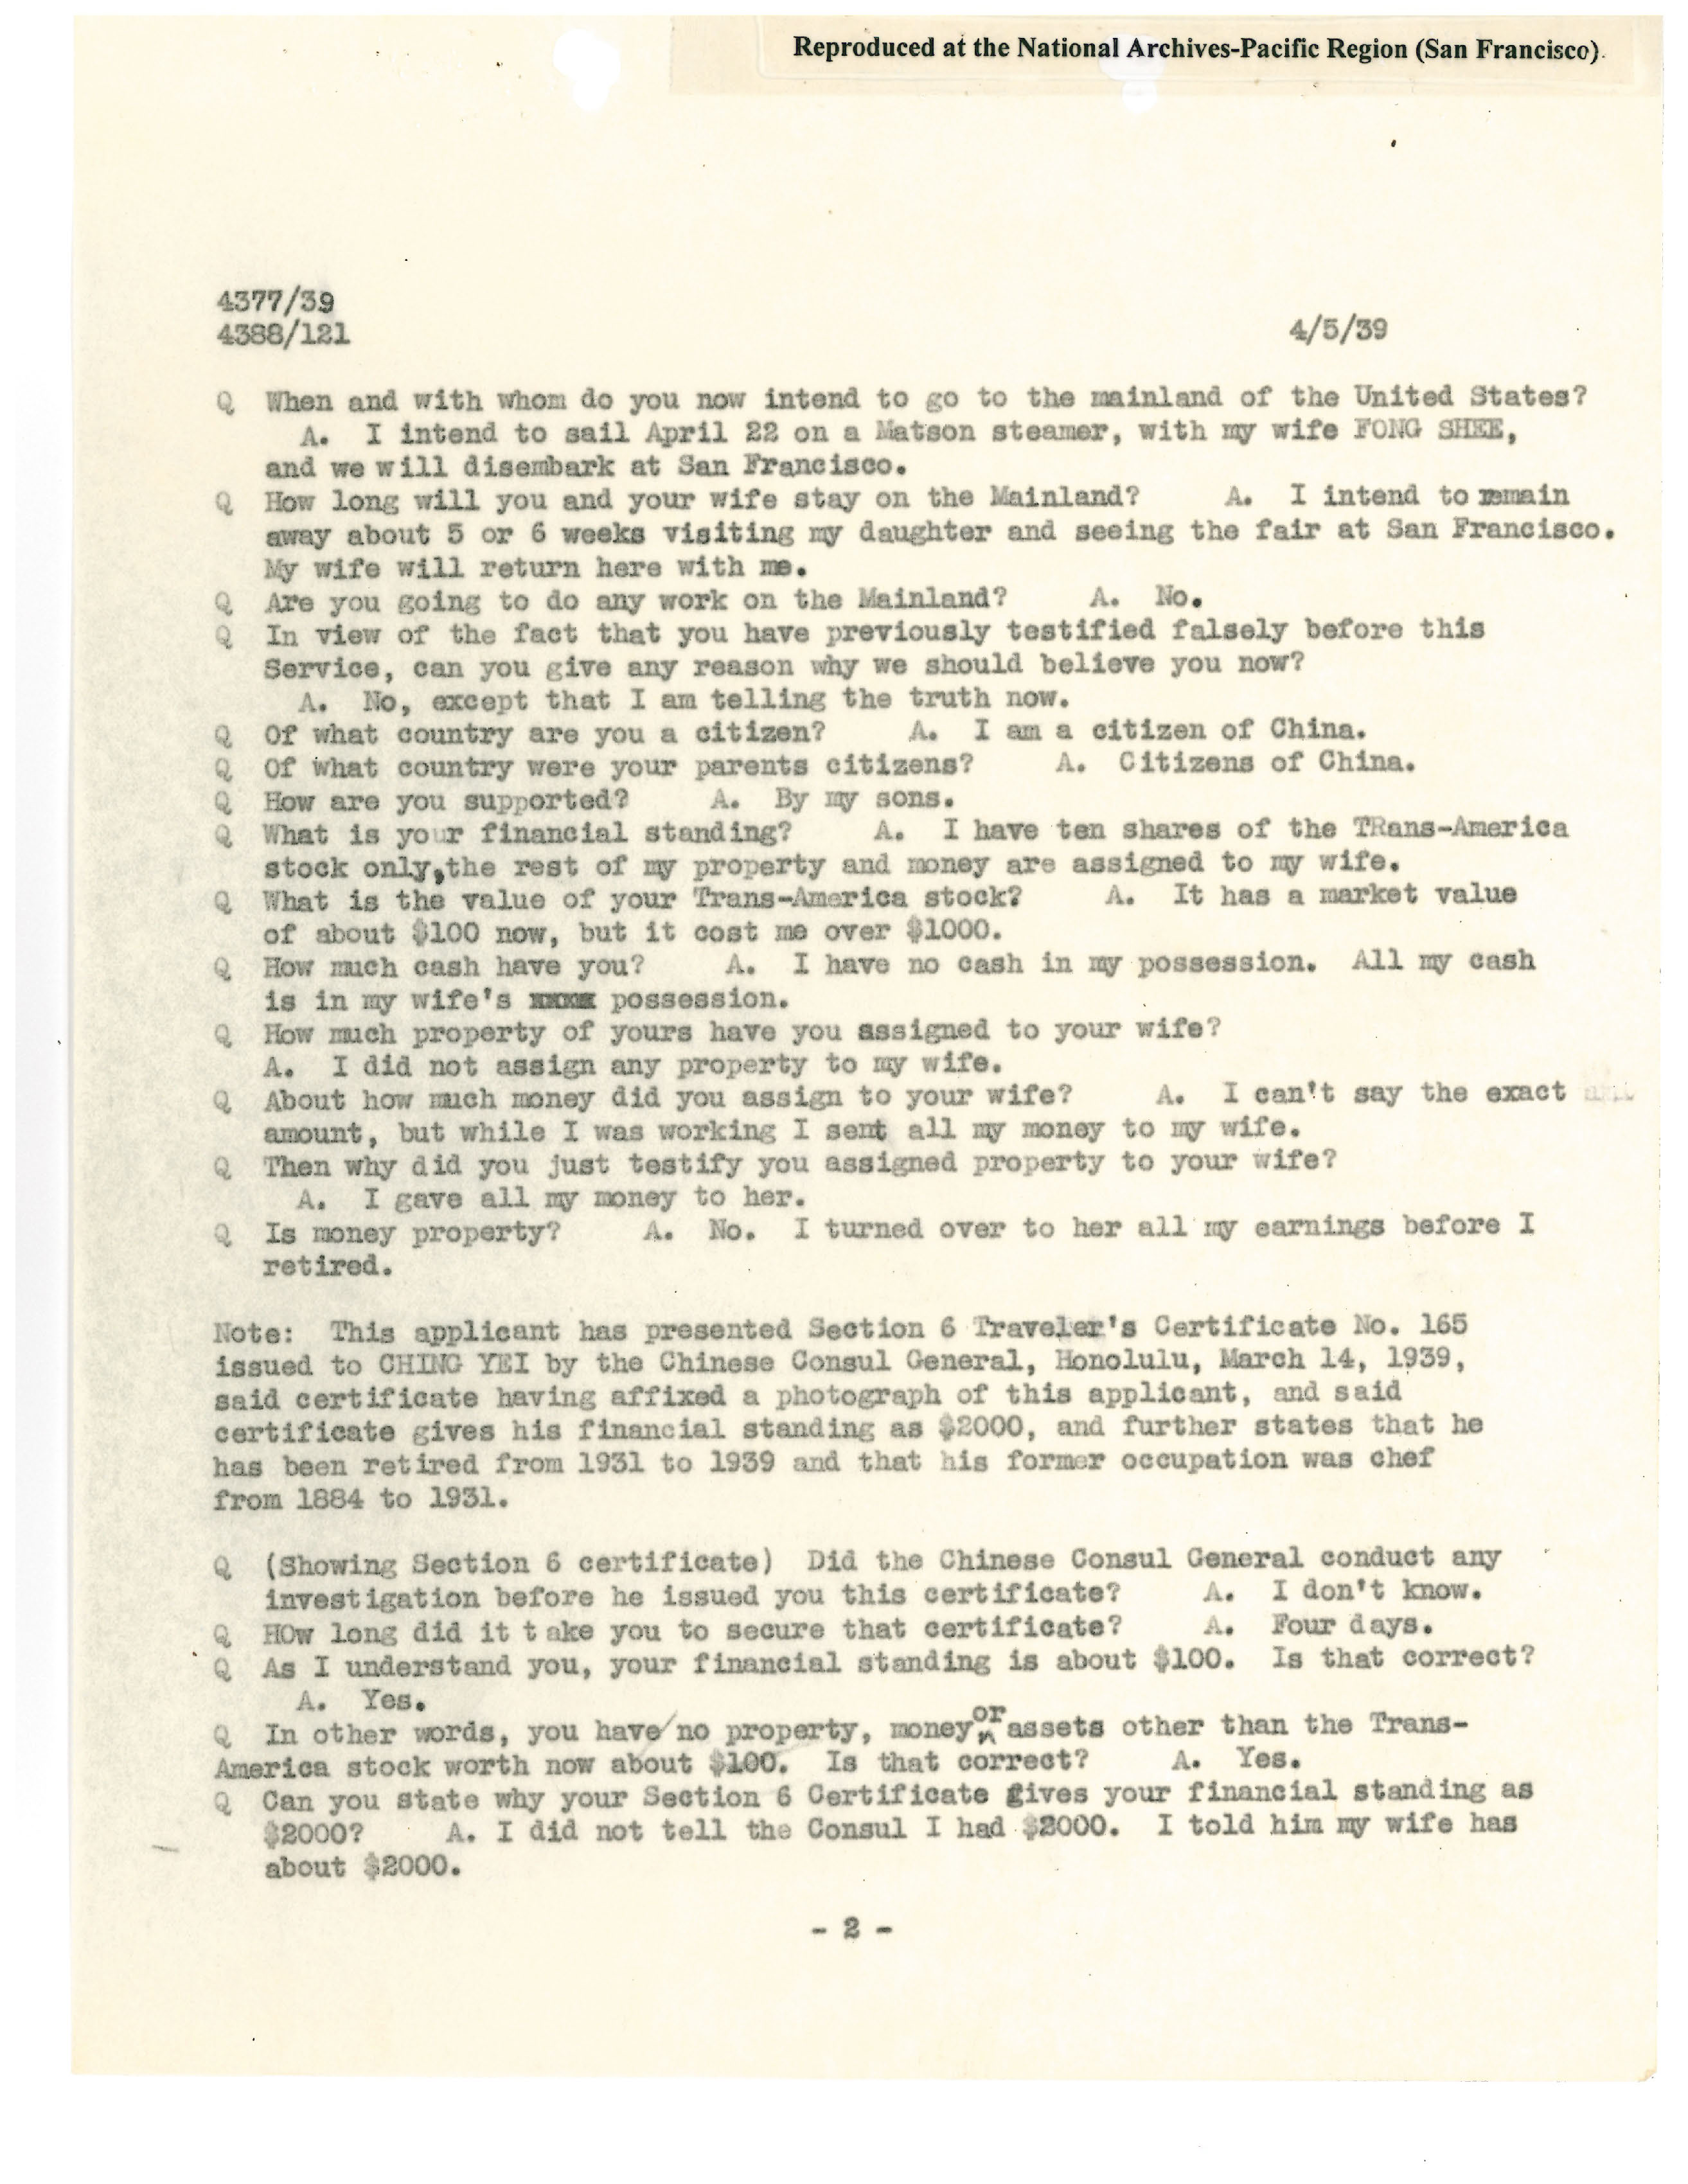 Reproduced at the National Archives-Pacific Region (San Francisco).
4377/39
4388/121
4/5/39
Q When and with whom do you now intend to go to the mainland of the United States?
A. I intend to sail April 22 on a Matson steamer, with my wife FONG SHEE,
and we will disembark at San Francisco.
Q How long will you and your wife stay on the Mainland? A. I intend to remain
away about 5 or 6 weeks visiting my daughter and seeing the fair at San Francisco.
My wife will return here with me.
Q Are you going to do any work on the Mainland? A. No.
Q In view of the fact that you have previously testified falsely before this
Service, can you give any reason why we should believe you now?
A. No, except that I am telling the truth now.
Q Of what country are you a citizen? A. I am a citizen of China.
Q Of what country were your parents citizens? A. Citizens of China.
Q How are you supported? A. By my sons.
Q What is your financial standing? A. I have ten shares of the TRans-America
stock only, the rest of my property and money are assigned to my wife.
Q What is the value of your Trans-America stock? A. It has a market value
of about $100 now, but it cost me over $1000.
Q How much cash have you? A. I have no cash in my possession. All my cash
is in my wife's xxxx possession.
Q How much property of yours have you assigned to your wife?
A. I did not assign any property to my wife.
Q About how much money did you assign to your wife? A. I can't say the exact
amount, but while I was working I sent all my money to my wife.
Q Then why did you just testify you assigned property to your wife?
A. I gave all my money to her.
Q Is money property? A. No. I turned over to her all my earnings before I
retired.
Note: This applicant has presented Section 6 Traveler's Certificate No. 165
issued to CHING YEI by the Chinese Consul General, Honolulu, March 14, 1939,
said certificate having affixed a photograph of this applicant, and said
certificate gives his financial standing as $2000, and further states that he
has been retired from 1931 to 1939 and that his former occupation was chef
from 1884 to 1931.
Q (Showing Section 6 certificate) Did the Chinese Consul General conduct any
investigation before he issued you this certificate? A. I don't know.
Q HOw long did it take you to secure that certificate? A. Four days.
Q As I understand you, your financial standing is about $100. Is that correct?
A. Yes.
Q In other words, you have/no property, money or assets other than the Trans-
America stock worth now about $100. Is that correct? A. Yes.
Q Can you state why your Section 6 Certificate gives your financial standing as
$2000? A. I did not tell the Consul I had $2000. I told him my wife has
about $2000.
- 2 -